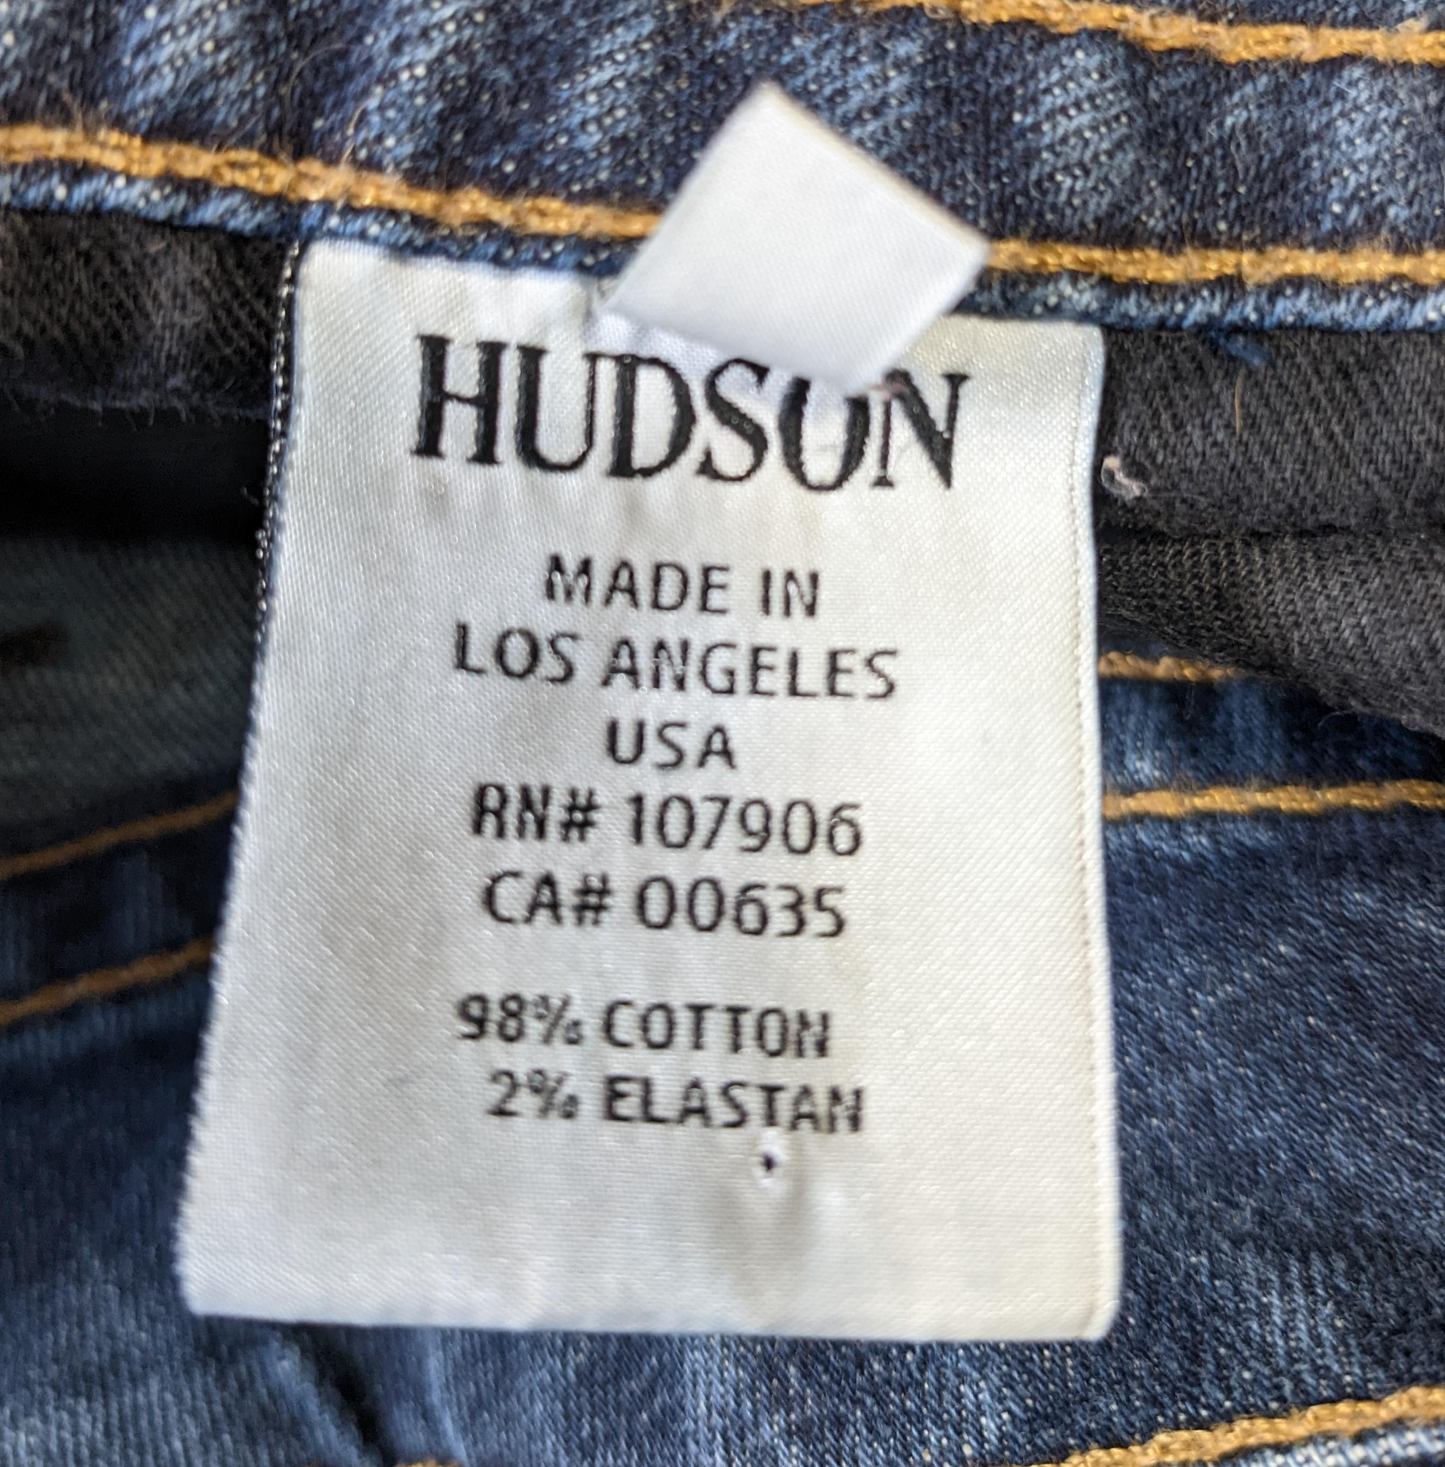 HUDSON
MADE IN
LOS ANGELES
USA
RN# 107906
CA# 00635
98% COTTON
2% ELASTAN